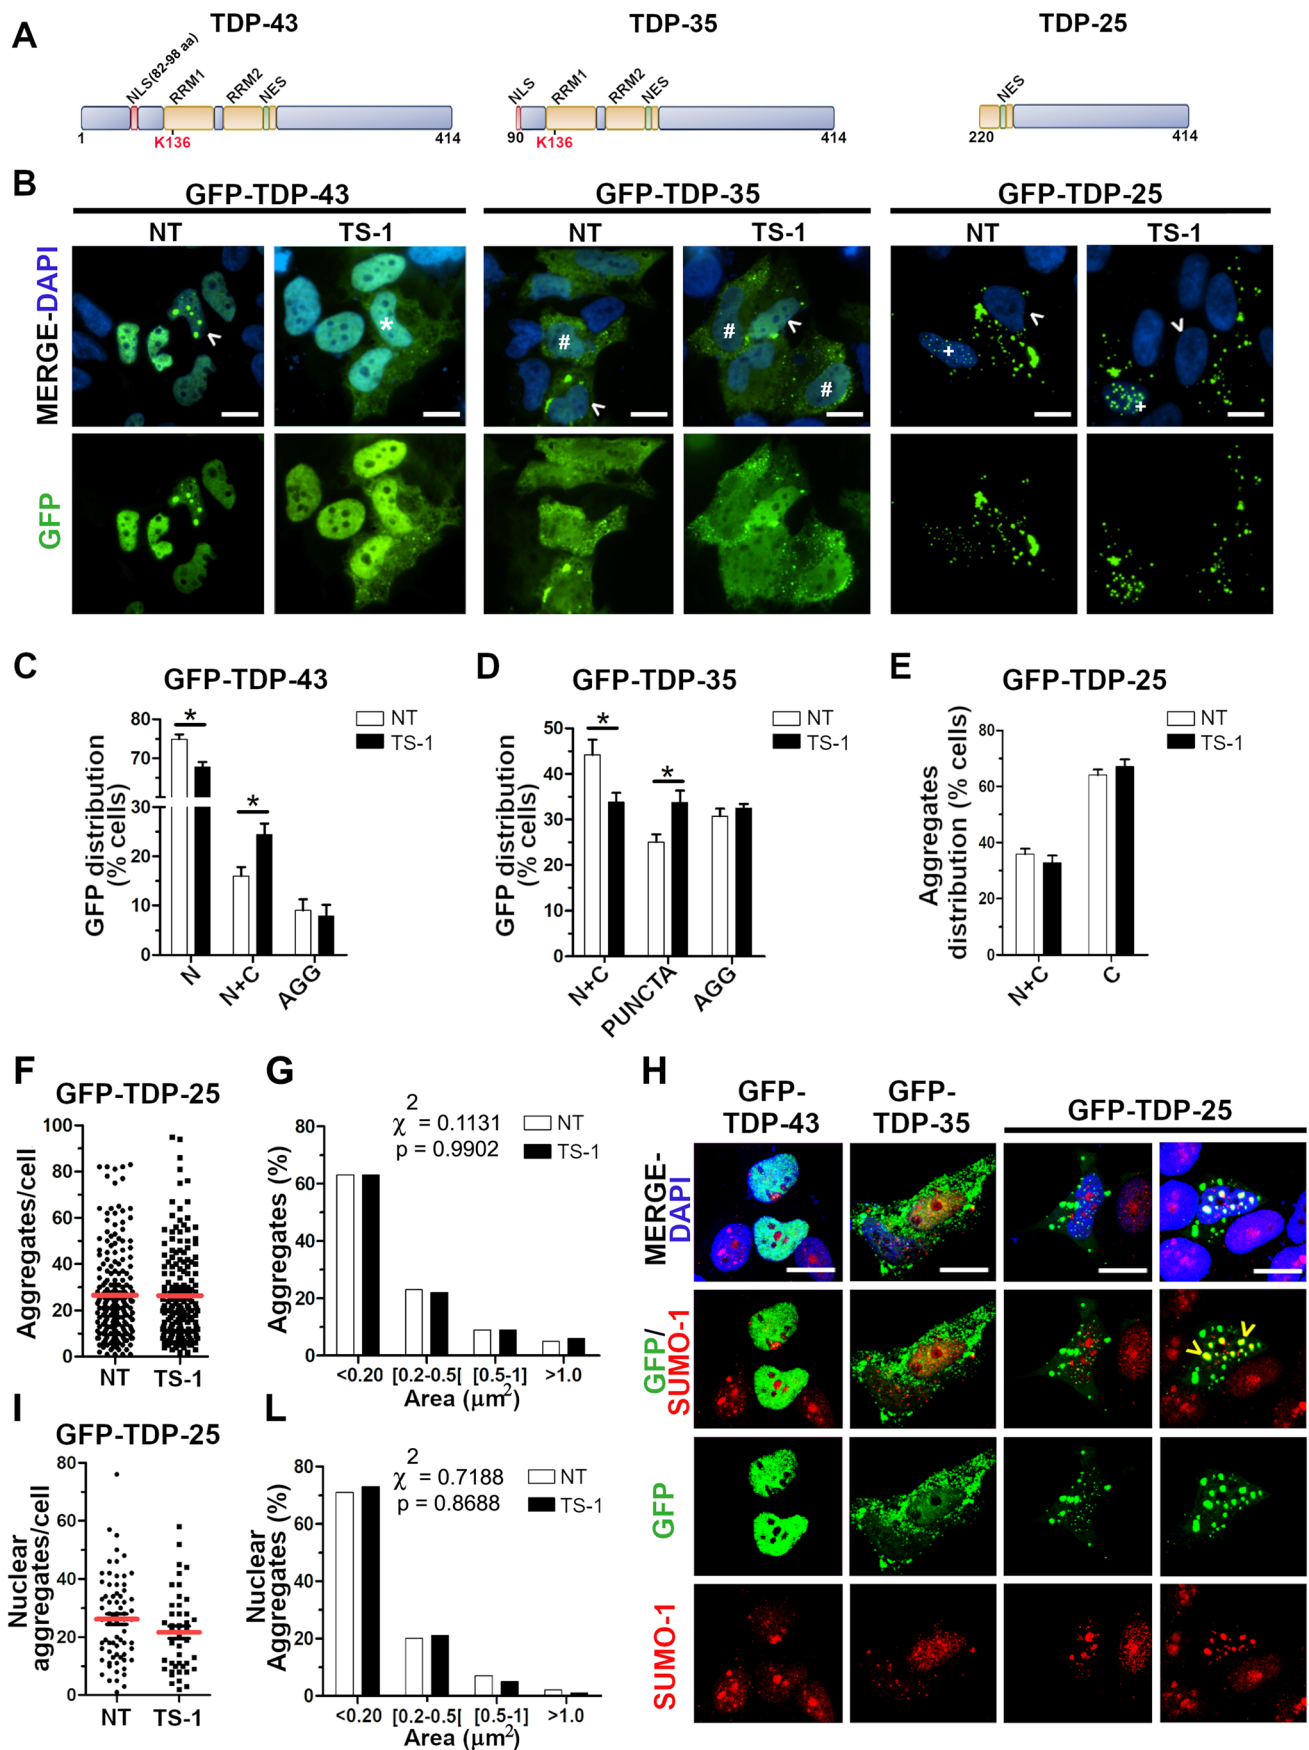 A
TDP-43
TDP-35
TDP-25
NLS(82-98 aa)
RRM1
RRM2
NES
NLS
RRM1
RRM2
NES
NES
1
K136
414
90
K136
414
220
414
B
GFP-TDP-43
GFP-TDP-35
GFP-TDP-25
NT
TS-1
NT
TS-1
NT
TS-1
MERGE-DAPI
*
#
#
#
+
+
GFP
C
GFP-TDP-43
NT
TS-1
GFP distribution
(% cells)
80
70
30
20
10
0
*
*
N
N+C
AGG
D
GFP-TDP-35
NT
TS-1
GFP distribution
(% cells)
50
40
30
20
10
0
*
*
N+C
PUNCTA
AGG
E
GFP-TDP-25
NT
TS-1
Aggregates
distribution (% cells)
80
60
40
20
0
N+C
C
F
GFP-TDP-25
Aggregates/cell
100
80
60
40
20
0
NT
TS-1
G
χ2 = 0.1131
p = 0.9902
NT
TS-1
Aggregates (%)
80
60
40
20
0
<0.20
[0.2-0.5[
[0.5-1]
>1.0
Area (μm2)
H
GFP-
TDP-43
GFP-
TDP-35
GFP-TDP-25
MERGE-
DAPI
GFP/
SUMO-1
GFP
SUMO-1
I
GFP-TDP-25
Nuclear
aggregates/cell
80
60
40
20
0
NT
TS-1
L
χ2 = 0.7188
p = 0.8688
NT
TS-1
Nuclear
Aggregates (%)
80
60
40
20
0
<0.20
[0.2-0.5[
[0.5-1]
>1.0
Area (μm2)